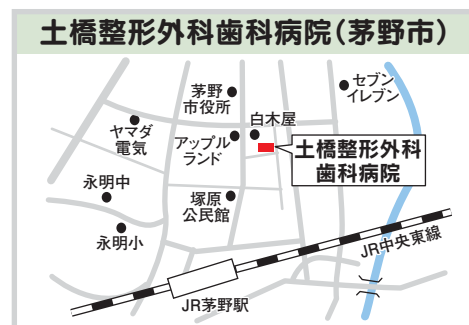 土橋整形外科歯科病院（茅野市）
茅野
市役所
セブン
イレブン
白木屋
ヤマダ
電気
アップル
ランド
土橋整形外科
歯科病院
永明中
塚原
公民館
永明小
JR中央東線
JR茅野駅